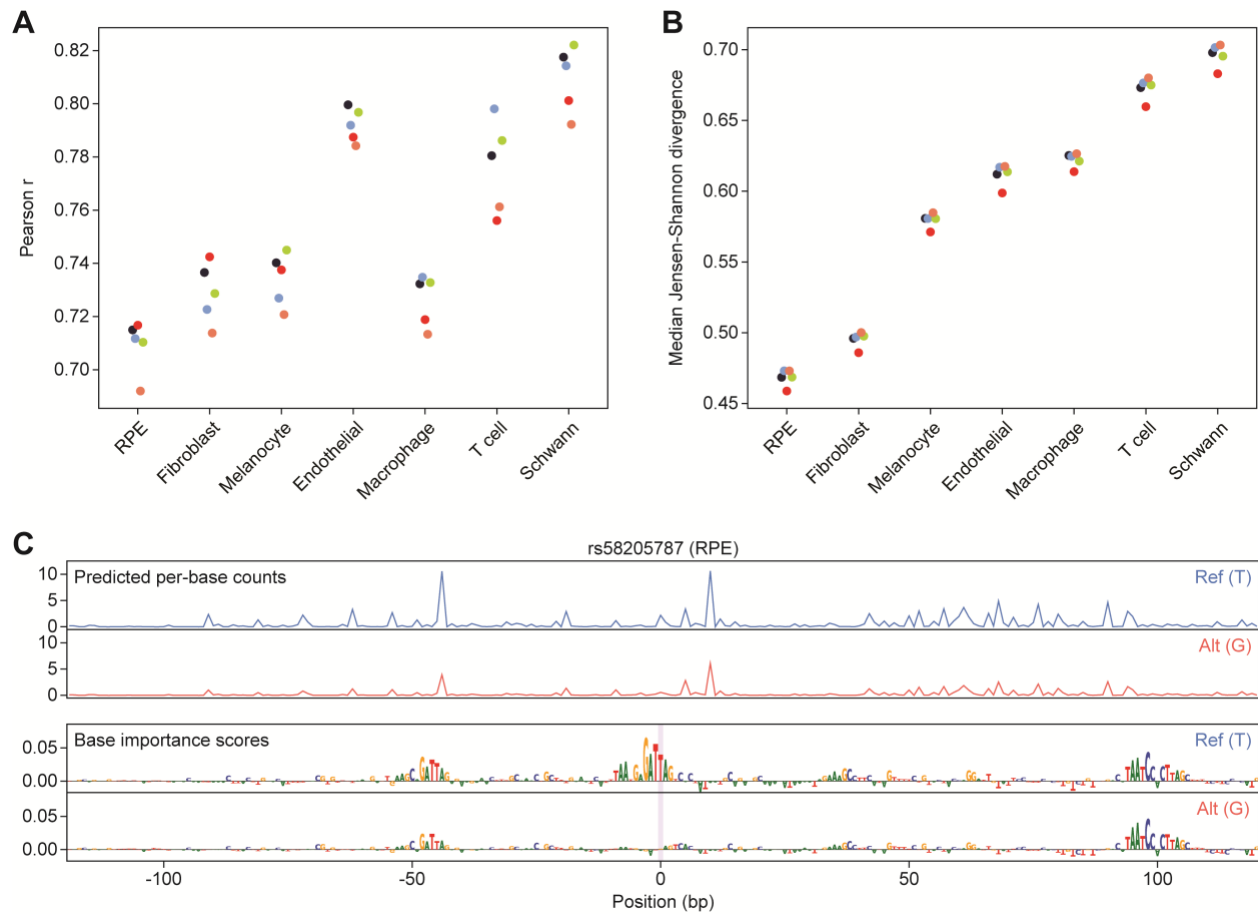 A
0.82
0.80
0.78
0.76
0.74
0.72
0.70
Pearson r
RPE
Fibroblast
Melanocyte
Endothelial
Macrophage
T cell
Schwann
B
0.70
0.65
0.60
0.55
0.50
0.45
Median Jensen-Shannon divergence
RPE
Fibroblast
Melanocyte
Endothelial
Macrophage
T cell
Schwann
C
rs58205787 (RPE)
Predicted per-base counts
Ref (T)
10
5
0
Alt (G)
10
5
0
Base importance scores
Ref (T)
0.05
0.00
Alt (G)
0.05
0.00
-100
-50
0
50
100
Position (bp)